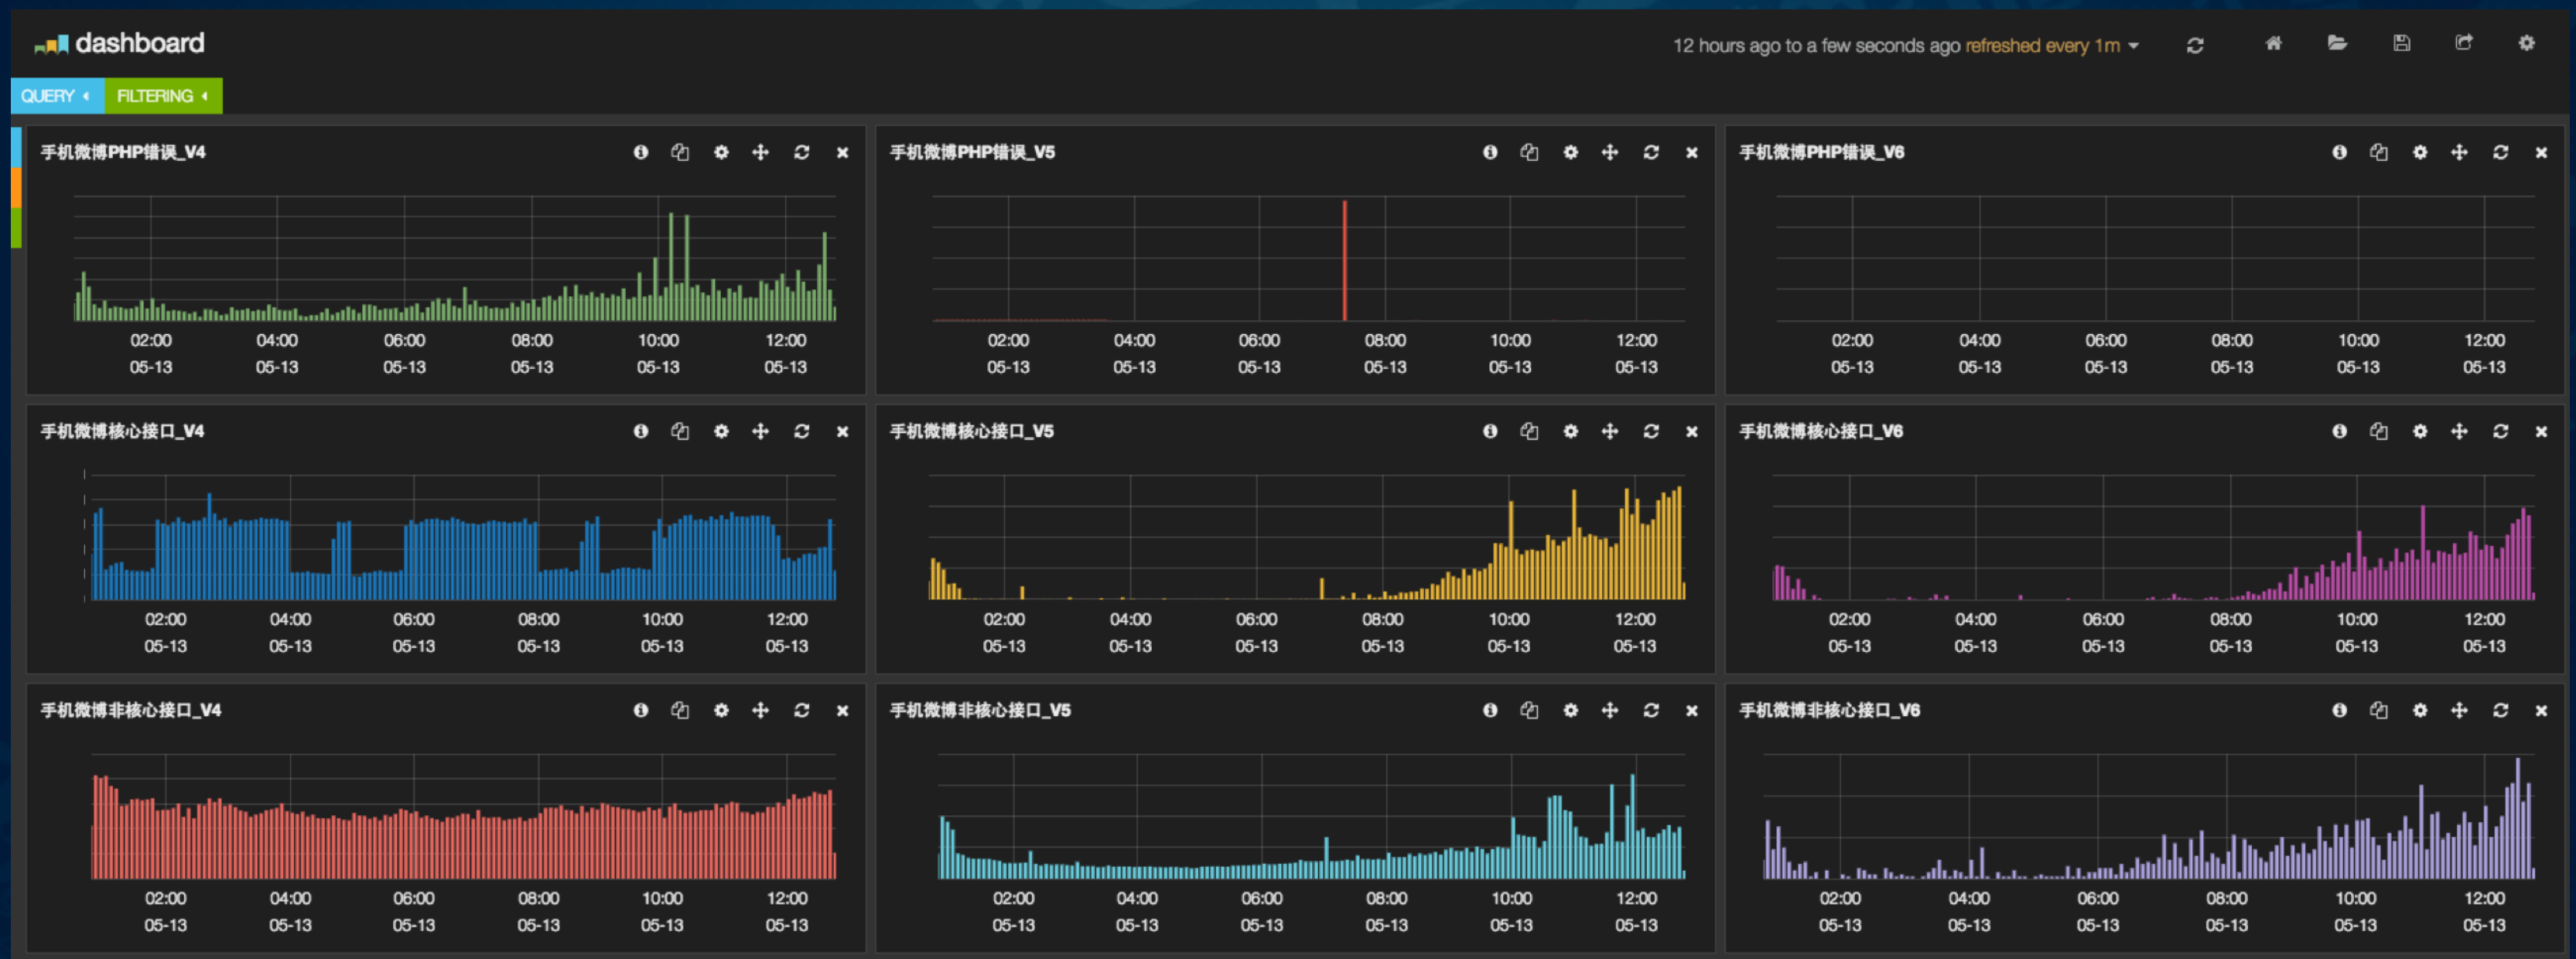 dashboard
12 hours ago to a few seconds ago refreshed every 1m
QUERY FILTERING
手机微博PHP错误_V4
02:00 04:00 06:00 08:00 10:00 12:00
05-13 05-13 05-13 05-13 05-13 05-13
手机微博PHP错误_V5
02:00 04:00 06:00 08:00 10:00 12:00
05-13 05-13 05-13 05-13 05-13 05-13
手机微博PHP错误_V6
02:00 04:00 06:00 08:00 10:00 12:00
05-13 05-13 05-13 05-13 05-13 05-13
手机微博核心接口_V4
02:00 04:00 06:00 08:00 10:00 12:00
05-13 05-13 05-13 05-13 05-13 05-13
手机微博核心接口_V5
02:00 04:00 06:00 08:00 10:00 12:00
05-13 05-13 05-13 05-13 05-13 05-13
手机微博核心接口_V6
02:00 04:00 06:00 08:00 10:00 12:00
05-13 05-13 05-13 05-13 05-13 05-13
手机微博非核心接口_V4
02:00 04:00 06:00 08:00 10:00 12:00
05-13 05-13 05-13 05-13 05-13 05-13
手机微博非核心接口_V5
02:00 04:00 06:00 08:00 10:00 12:00
05-13 05-13 05-13 05-13 05-13 05-13
手机微博非核心接口_V6
02:00 04:00 06:00 08:00 10:00 12:00
05-13 05-13 05-13 05-13 05-13 05-13